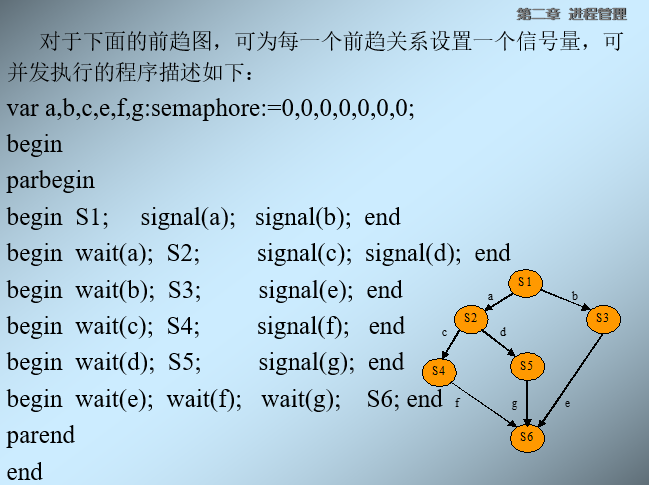 第二章 进程管理
对于下面的前趋图，可为每一个前趋关系设置一个信号量，可
并发执行的程序描述如下：
var a,b,c,e,f,g:semaphore:=0,0,0,0,0,0,0;
begin
parbegin
begin S1; signal(a); signal(b); end
begin wait(a); S2; signal(c); signal(d); end
begin wait(b); S3; signal(e); end
begin wait(c); S4; signal(f); end
begin wait(d); S5; signal(g); end
begin wait(e); wait(f); wait(g); S6; end
parend
end
S1
a b
S2 S3
c d
S4 S5
f g e
S6